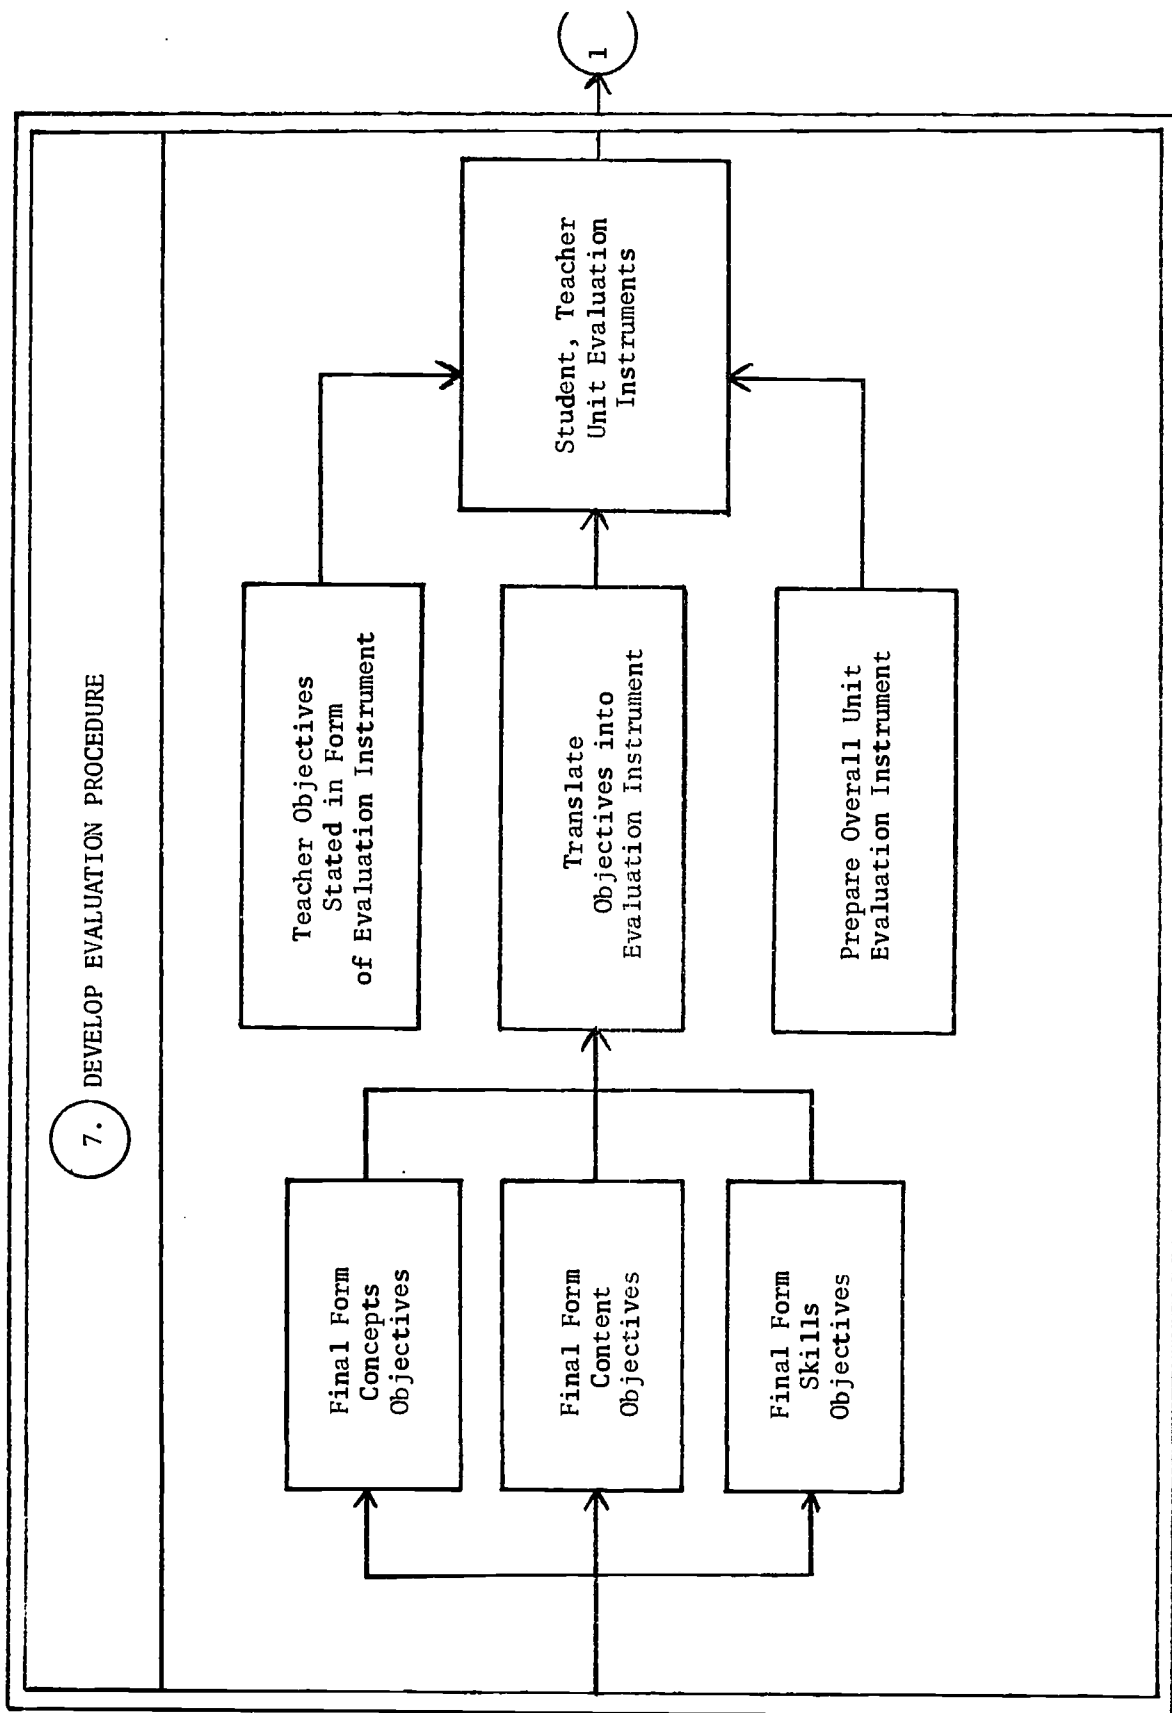 7. DEVELOP EVALUATION PROCEDURE
Final Form
Concepts
Objectives
Final Form
Content
Objectives
Final Form
Skills
Objectives
Teacher Objectives
Stated in Form
of Evaluation Instrument
Translate
Objectives into
Evaluation Instrument
Prepare Overall Unit
Evaluation Instrument
Student, Teacher
Unit Evaluation
Instruments
1